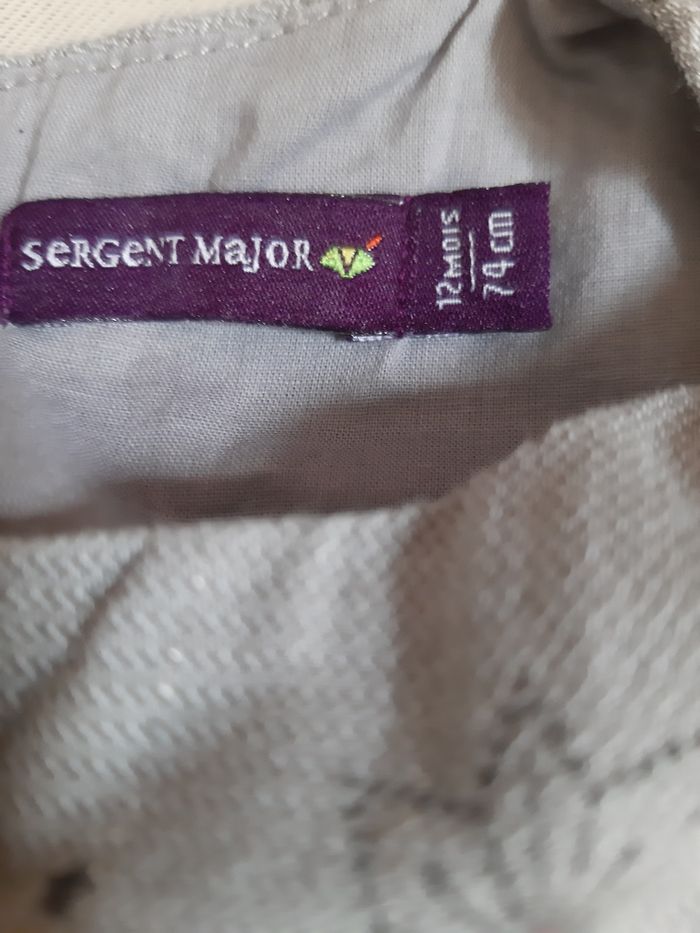 SeRGeNT MaJOR
12 MOIS
74 cm